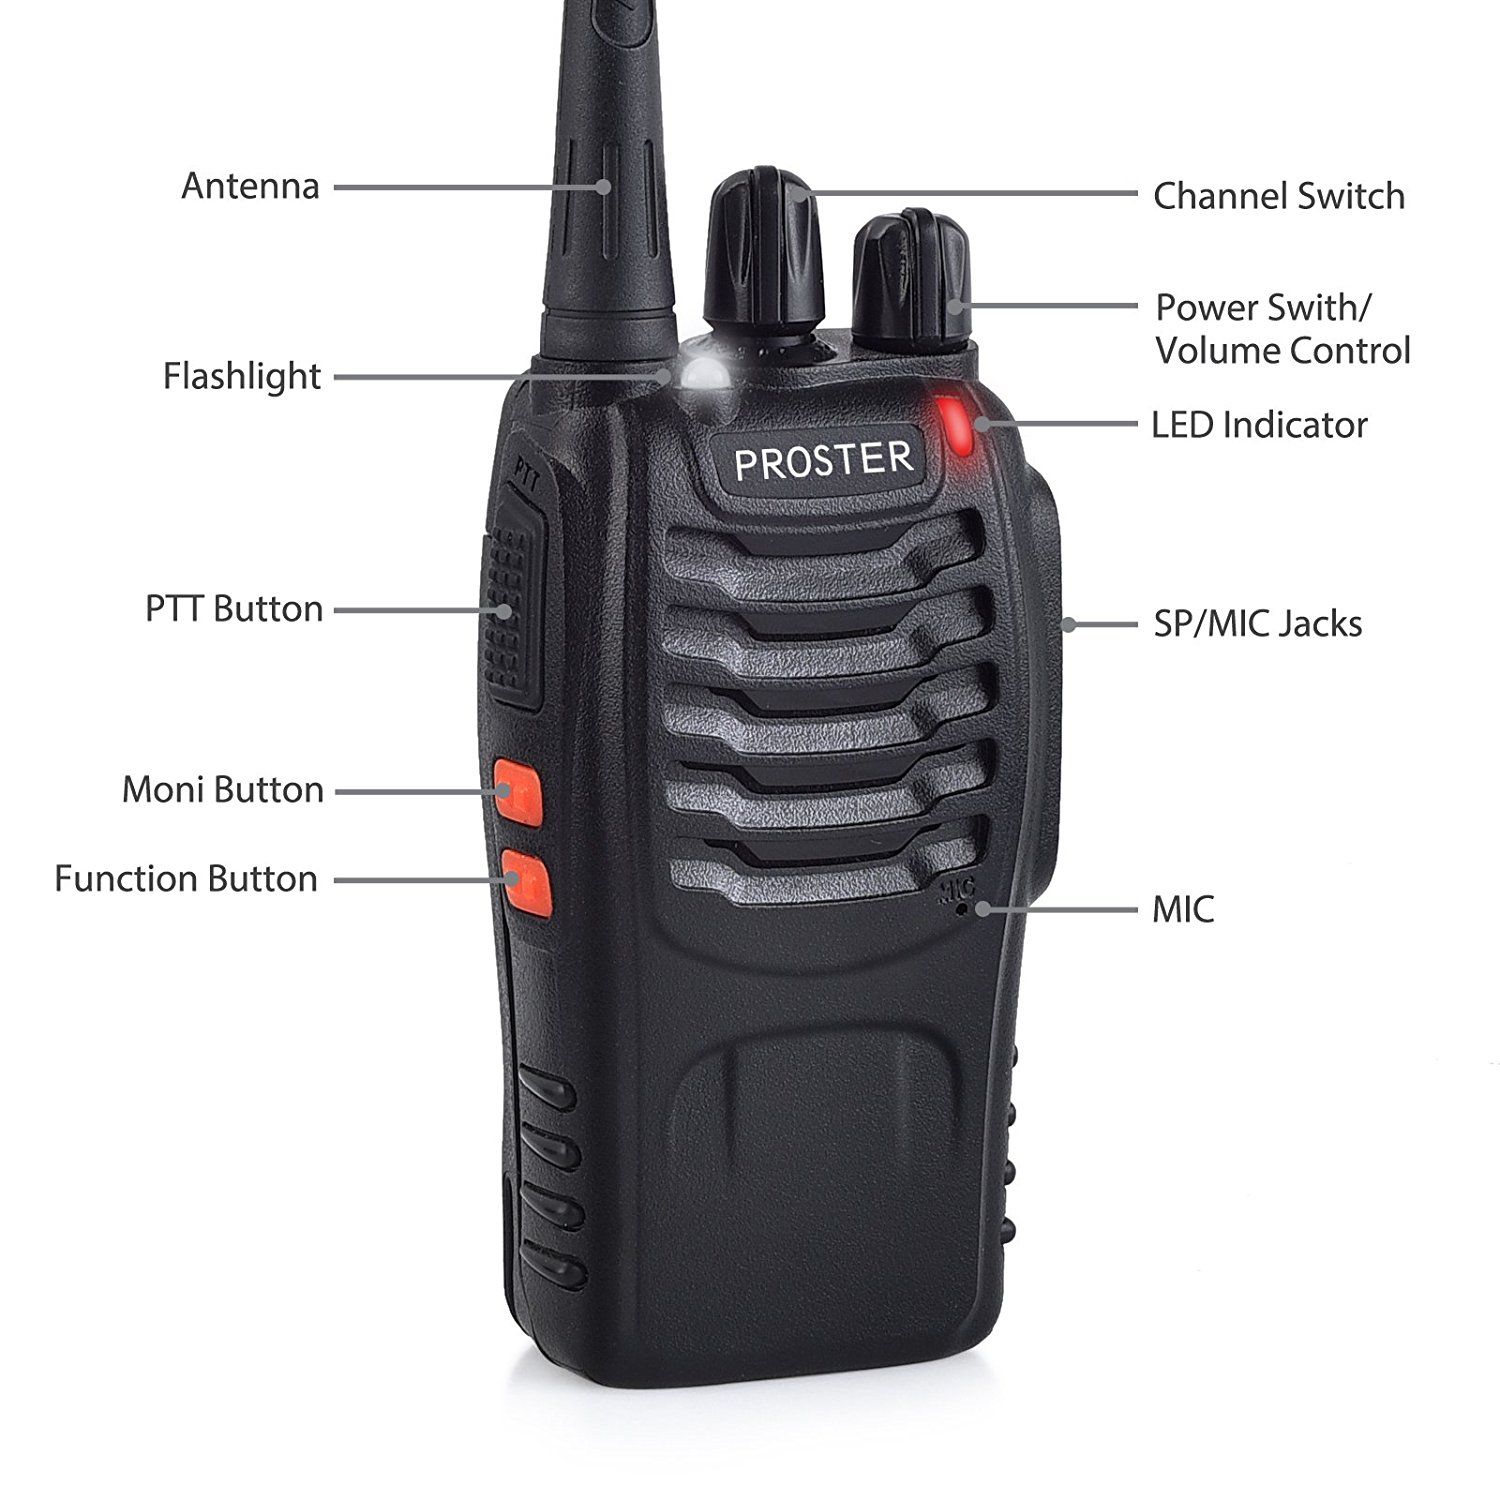 Antenna
Channel Switch
Power Swith/
Volume Control
Flashlight
LED Indicator
PROSTER
PTT
PTT Button
SP/MIC Jacks
Moni Button
Function Button
MIC
MIC